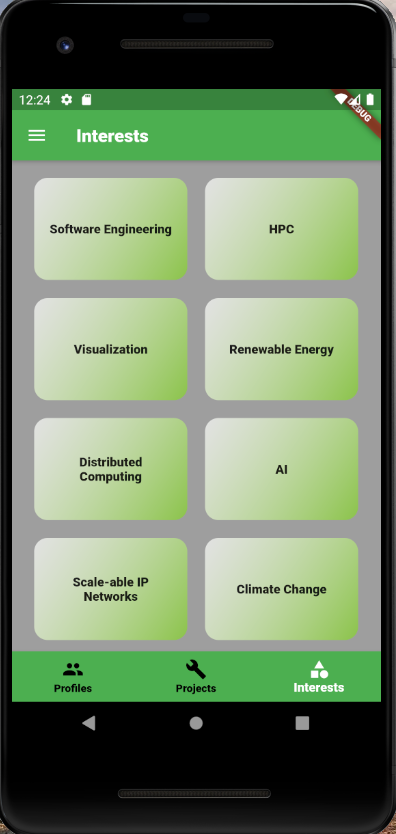 12:24
DEBUG
Interests
Software Engineering
HPC
Visualization
Renewable Energy
Distributed
Computing
AI
Scale-able IP
Networks
Climate Change
Profiles
Projects
Interests